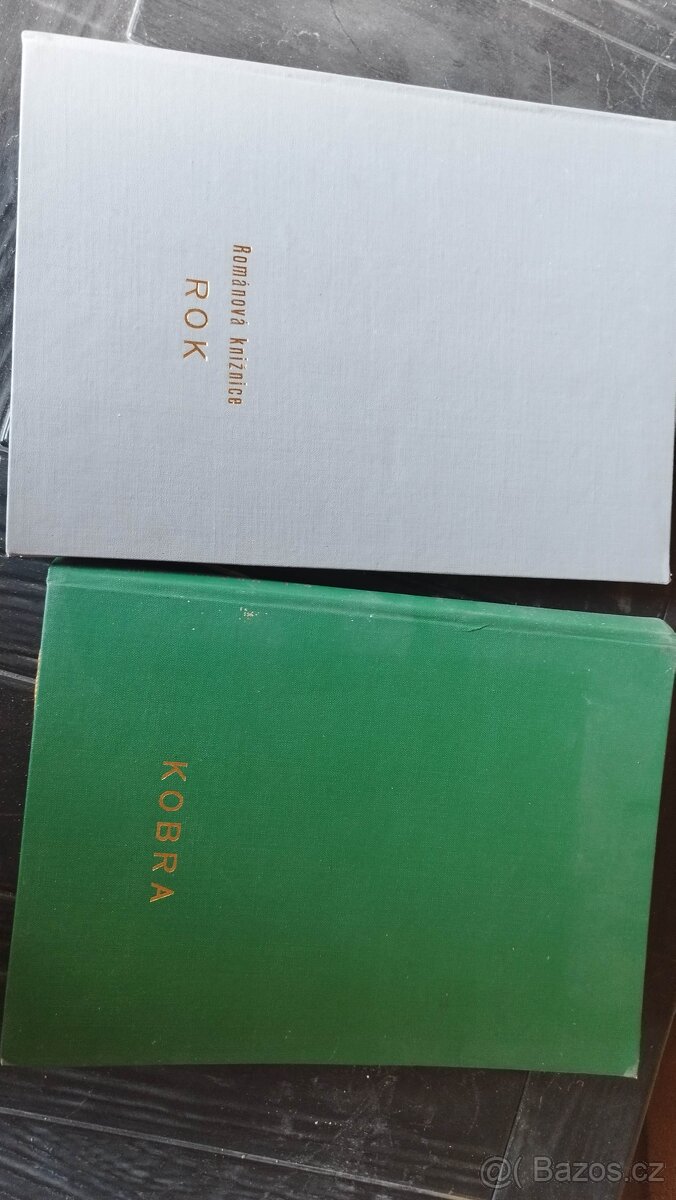 Románová knižnice
ROK
KOBRA
@ Bazos.cz